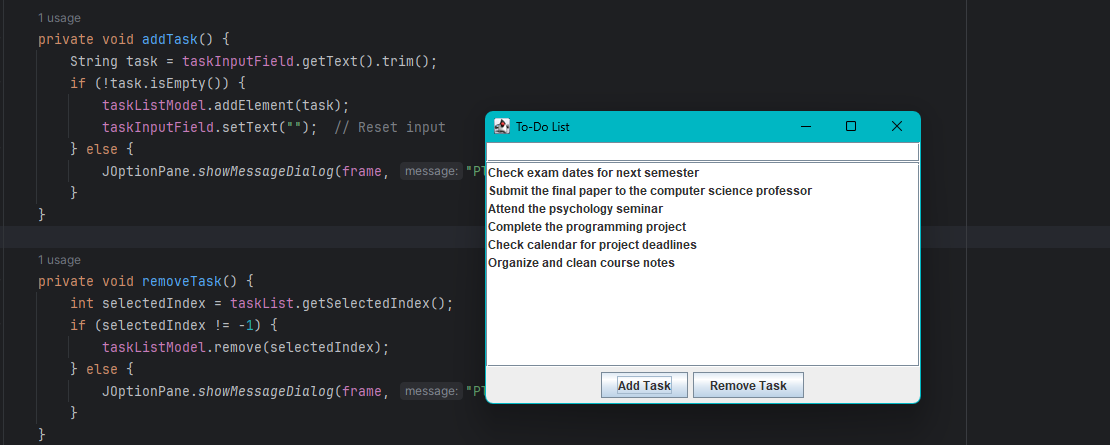 1 usage
private void addTask() {
String task = taskInputField.getText().trim();
if (!task.isEmpty()) {
taskListModel.addElement(task);
taskInputField.setText("");  // Reset input
} else {
JOptionPane.showMessageDialog(frame, message: "Pl
}
}
1 usage
private void removeTask() {
int selectedIndex = taskList.getSelectedIndex();
if (selectedIndex != -1) {
taskListModel.remove(selectedIndex);
} else {
JOptionPane.showMessageDialog(frame, message: "Pl
}
}
To-Do List
Check exam dates for next semester
Submit the final paper to the computer science professor
Attend the psychology seminar
Complete the programming project
Check calendar for project deadlines
Organize and clean course notes
Add Task
Remove Task